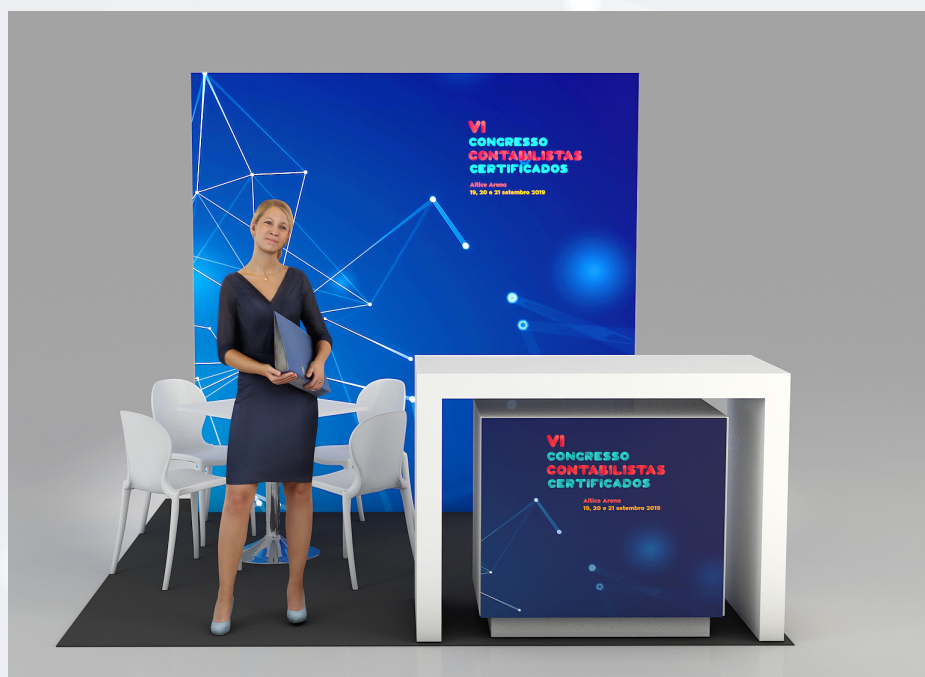 VI
CONGRESSO
CONTABILISTAS
CERTIFICADOS
Altice Arena
19, 20 e 21 setembro 2019
VI
CONGRESSO
CONTABILISTAS
CERTIFICADOS
Altice Arena
19, 20 e 21 setembro 2019